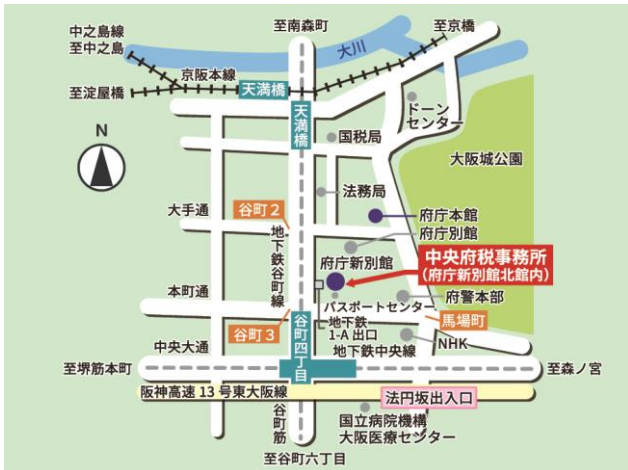 中之島線
至中之島
至南森町
大川
至京橋
京阪本線
至淀屋橋
天満橋
天満橋
ドーン
センター
国税局
N
大阪城公園
法務局
大手通
谷町2
府庁本館
府庁別館
地下鉄谷町線
府庁新別館
中央府税事務所
(府庁新別館北館内)
パスポートセンター
府警本部
本町通
地下鉄
1-A 出口
馬場町
谷町3
谷町四丁目
NHK
中央大通
地下鉄中央線
至堺筋本町
至森ノ宮
阪神高速 13 号東大阪線
法円坂出入口
谷町筋
国立病院機構
大阪医療センター
至谷町六丁目